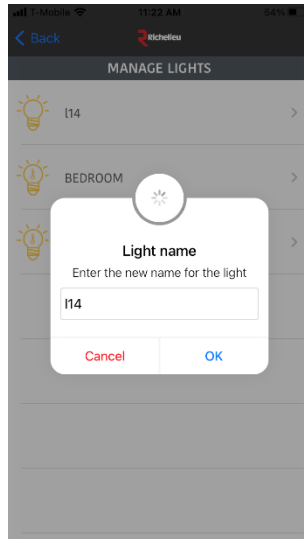 T-Mobile 11:22 AM 54%
Back Richelieu
MANAGE LIGHTS
l14
BEDROOM
Light name
Enter the new name for the light
l14
Cancel OK